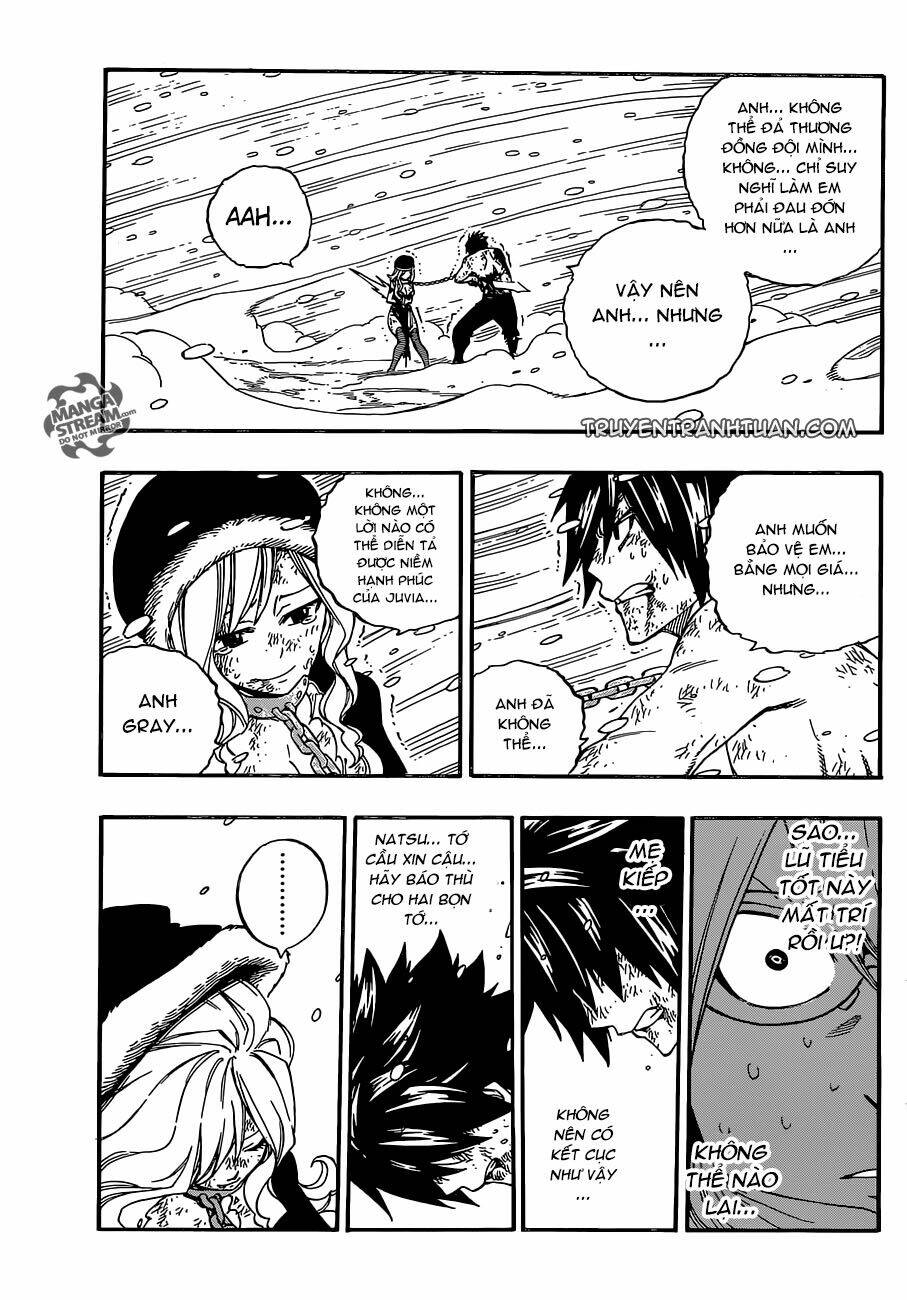 ANH... KHÔNG
THỂ ĐẢ THƯƠNG
ĐỒNG ĐỘI MÌNH...
KHÔNG... CHỈ SUY
NGHĨ LÀM EM
PHẢI ĐAU ĐỚN
HƠN NỮA LÀ ANH
...
VẬY NÊN
ANH... NHƯNG
...
AAH...
MANGA
STREAM.com
DO NOT MIRROR
TRUYENTRANHTUAN.COM
ANH MUỐN
BẢO VỆ EM...
BẰNG MỌI GIÁ...
NHƯNG...
ANH ĐÃ
KHÔNG
THỂ...
KHÔNG...
KHÔNG MỘT
LỜI NÀO CÓ
THỂ DIỄN TẢ
ĐƯỢC NIỀM
HẠNH PHÚC
CỦA JUVIA...
ANH
GRAY...
SAO...
LŨ TIỂU
TỐT NÀY
MẤT TRÍ
RỒI Ư?!
KHÔNG
THỂ NÀO
LẠI...
MẸ
KIẾP
...
KHÔNG
NÊN CÓ
KẾT CỤC
NHƯ VẬY
...
NATSU... TỚ
CẦU XIN CẬU...
HÃY BÁO THÙ
CHO HAI BỌN
TỚ...
.........